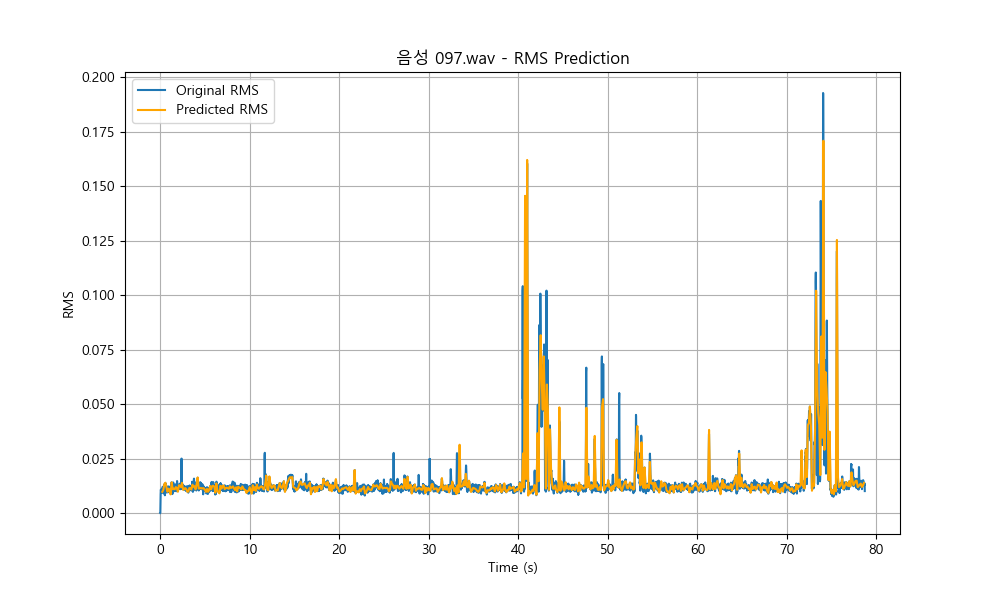 음성 097.wav - RMS Prediction
Original RMS
Predicted RMS
0.200
0.175
0.150
0.125
0.100
0.075
0.050
0.025
0.000
RMS
0 10 20 30 40 50 60 70 80
Time (s)